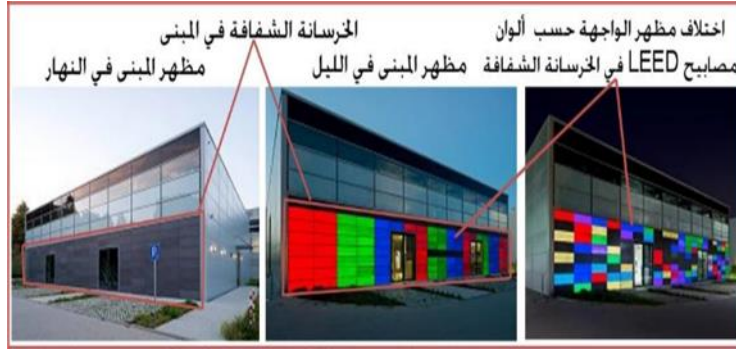 اختلاف مظهر الواجهة حسب ألوان
مصابيح LEED في الخرسانة الشفافة
الخرسانة الشفافة في المبنى
مظهر المبنى في الليل
مظهر المبنى في النهار
P